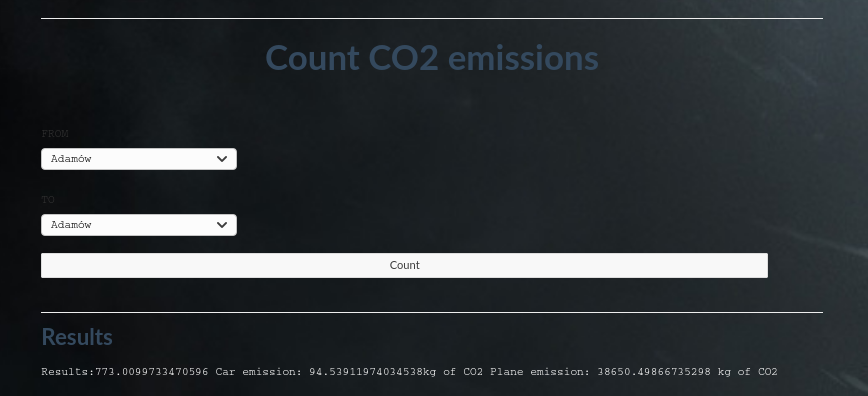 Count CO2 emissions
FROM
Adamów
TO
Adamów
Count
Results
Results:773.0099733470596 Car emission: 94.53911974034538kg of CO2 Plane emission: 38650.49866735298 kg of CO2